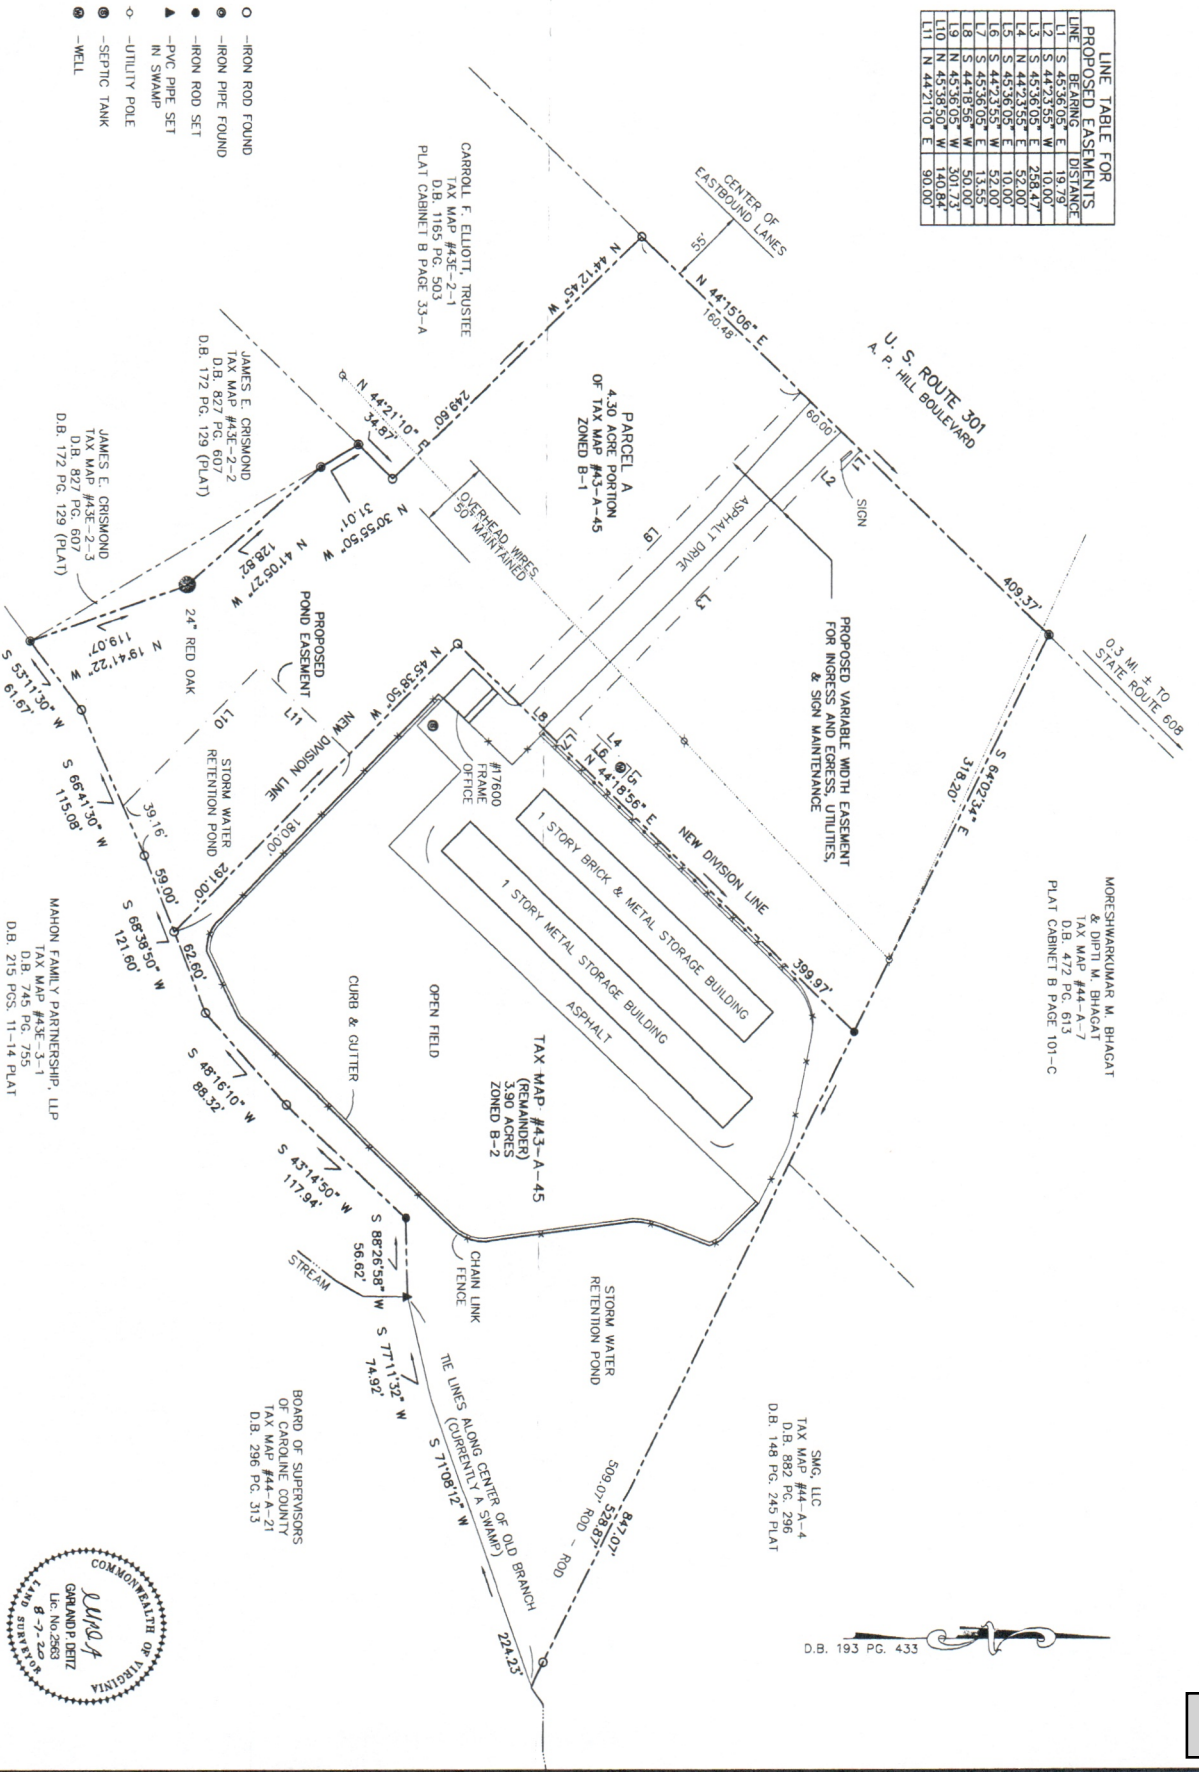 LINE TABLE FOR
PROPOSED EASEMENTS
LINE BEARING DISTANCE
L1 S 45°36'05" E 19.79'
L2 S 44°23'55" W 10.00'
L3 S 45°36'05" E 258.47'
L4 N 44°23'55" E 52.00'
L5 S 45°36'05" E 10.00'
L6 S 44°23'55" W 52.00'
L7 S 45°36'05" E 13.55'
L8 S 44°18'56" W 50.00'
L9 N 45°36'05" W 301.73'
L10 N 45°38'50" W 140.84'
L11 N 44°21'10" E 90.00'
-IRON ROD FOUND
-IRON PIPE FOUND
-IRON ROD SET
-PVC PIPE SET
IN SWAMP
-UTILITY POLE
-SEPTIC TANK
-WELL
CENTER OF
EASTBOUND LANES
55'
U. S. ROUTE 301
A. P. HILL BOULEVARD
N 44°15'06" E
160.48'
60.00'
409.37'
0.3 MI. ± TO
STATE ROUTE 608
L1
L2
SIGN
ASPHALT DRIVE
L9
L3
PARCEL A
4.30 ACRE PORTION
OF TAX MAP #43-A-45
ZONED B-1
PROPOSED VARIABLE WIDTH EASEMENT
FOR INGRESS AND EGRESS, UTILITIES,
& SIGN MAINTENANCE
S 64°02'34" E
318.20'
MORESHWARKUMAR M. BHAGAT
& DIPTI M. BHAGAT
TAX MAP #44-A-7
D.B. 472 PG. 613
PLAT CABINET B PAGE 101-C
CARROLL F. ELLIOTT, TRUSTEE
TAX MAP #43E-2-1
D.B. 1165 PG. 503
PLAT CABINET B PAGE 33-A
N 44°12'45" W
249.60'
N 44°21'10" E
34.87'
OVERHEAD WIRES
50' MAINTAINED
N 30°55'50" W
31.01'
N 41°05'27" W
128.82'
JAMES E. CRISMOND
TAX MAP #43E-2-2
D.B. 827 PG. 607
D.B. 172 PG. 129 (PLAT)
JAMES E. CRISMOND
TAX MAP #43E-2-3
D.B. 827 PG. 607
D.B. 172 PG. 129 (PLAT)
24" RED OAK
N 19°41'22" W
119.07'
S 53°11'30" W
61.67'
S 66°41'30" W
115.08'
39.16'
59.00'
S 68°38'50" W
121.60'
62.60'
PROPOSED
POND EASEMENT
L11
L10
N 45°38'50" W
NEW DIVISION LINE
291.00'
180.00'
STORM WATER
RETENTION POND
L8
L7
L4
L6
L5
N 44°18'56" E
NEW DIVISION LINE
399.97'
#17600
FRAME
OFFICE
1 STORY BRICK & METAL STORAGE BUILDING
1 STORY METAL STORAGE BUILDING
ASPHALT
OPEN FIELD
CURB & GUTTER
TAX MAP #43-A-45
(REMAINDER)
3.90 ACRES
ZONED B-2
MAHON FAMILY PARTNERSHIP, LLP
TAX MAP #43E-3-1
D.B. 745 PG. 755
D.B. 215 PGS. 11-14 PLAT
S 48°16'10" W
88.32'
S 43°14'50" W
117.94'
CHAIN LINK
FENCE
STREAM
S 88°26'58" W
56.62'
S 77°11'32" W
74.92'
STORM WATER
RETENTION POND
TIE LINES ALONG CENTER OF OLD BRANCH
(CURRENTLY A SWAMP)
S 71°08'12" W
224.23'
847.07'
528.87'
509.07' ROD - ROD
SMG, LLC
TAX MAP #44-A-4
D.B. 882 PG. 296
D.B. 148 PG. 245 PLAT
BOARD OF SUPERVISORS
OF CAROLINE COUNTY
TAX MAP #44-A-21
D.B. 296 PG. 313
D.B. 193 PG. 433
COMMONWEALTH OF VIRGINIA
GARLAND P. DEITZ
Lic. No.2563
8-7-20
LAND SURVEYOR